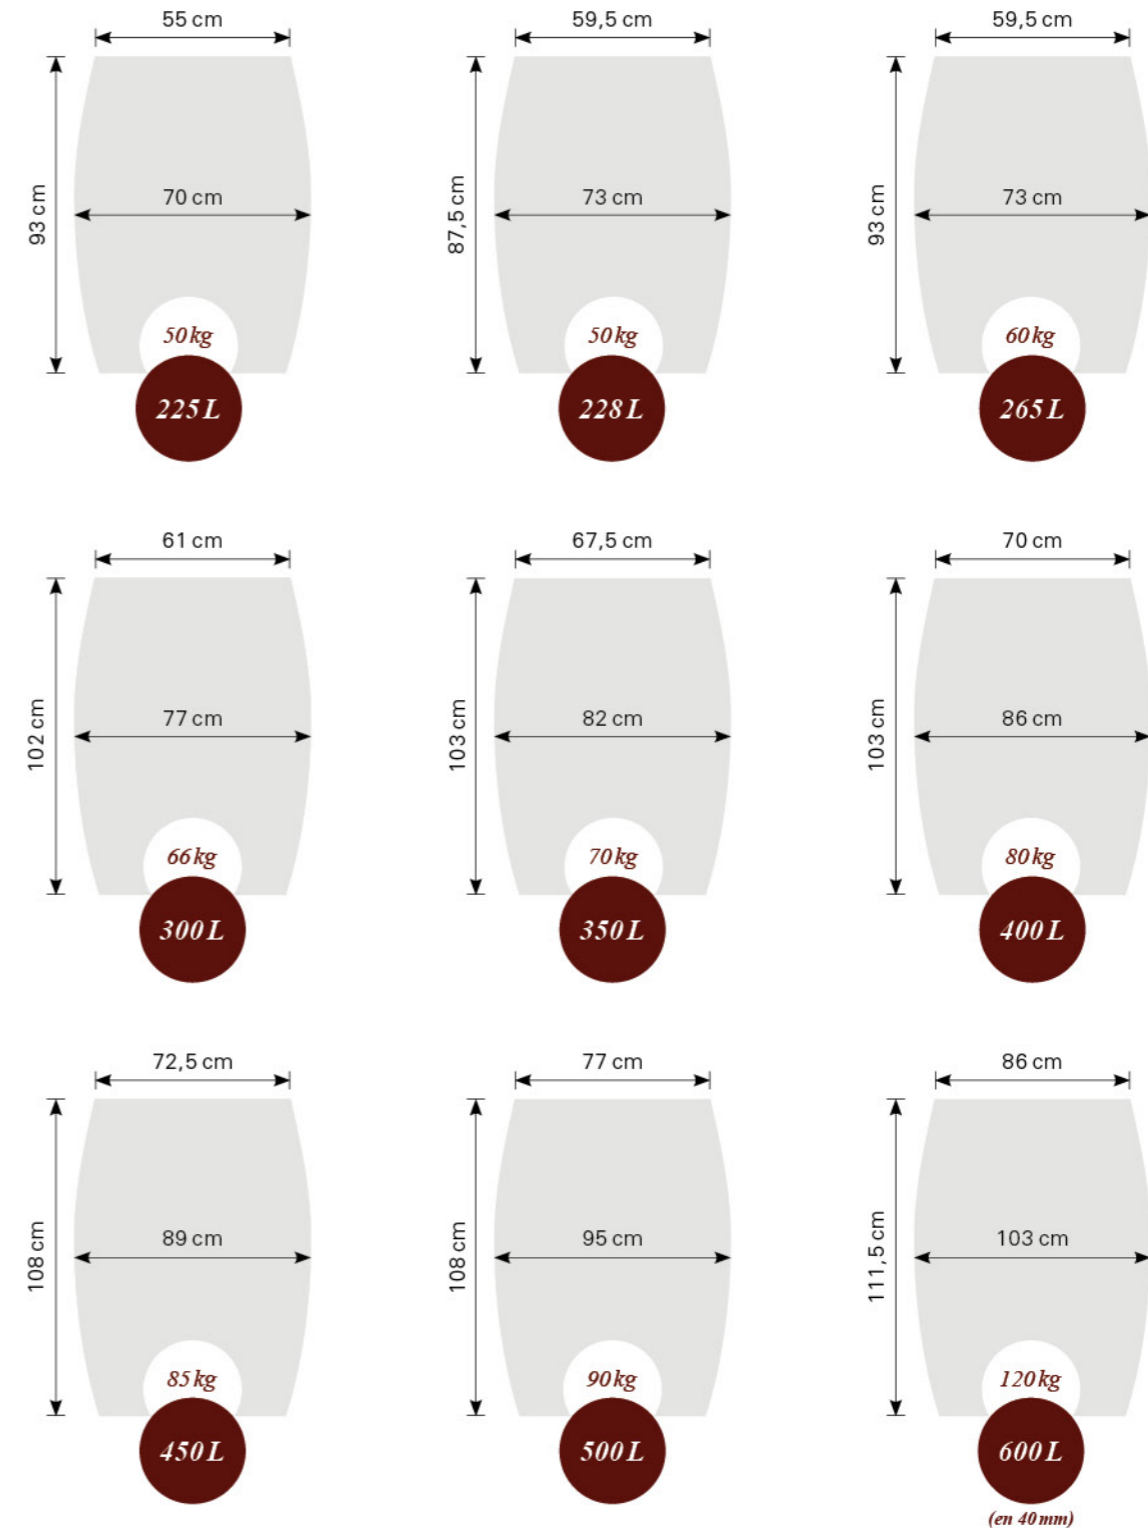 55 cm
93 cm
70 cm
50 kg
225 L
59,5 cm
87,5 cm
73 cm
50 kg
228 L
59,5 cm
93 cm
73 cm
60 kg
265 L
61 cm
102 cm
77 cm
66 kg
300 L
67,5 cm
103 cm
82 cm
70 kg
350 L
70 cm
103 cm
86 cm
80 kg
400 L
72,5 cm
108 cm
89 cm
85 kg
450 L
77 cm
108 cm
95 cm
90 kg
500 L
86 cm
111,5 cm
103 cm
120 kg
600 L
(en 40 mm)